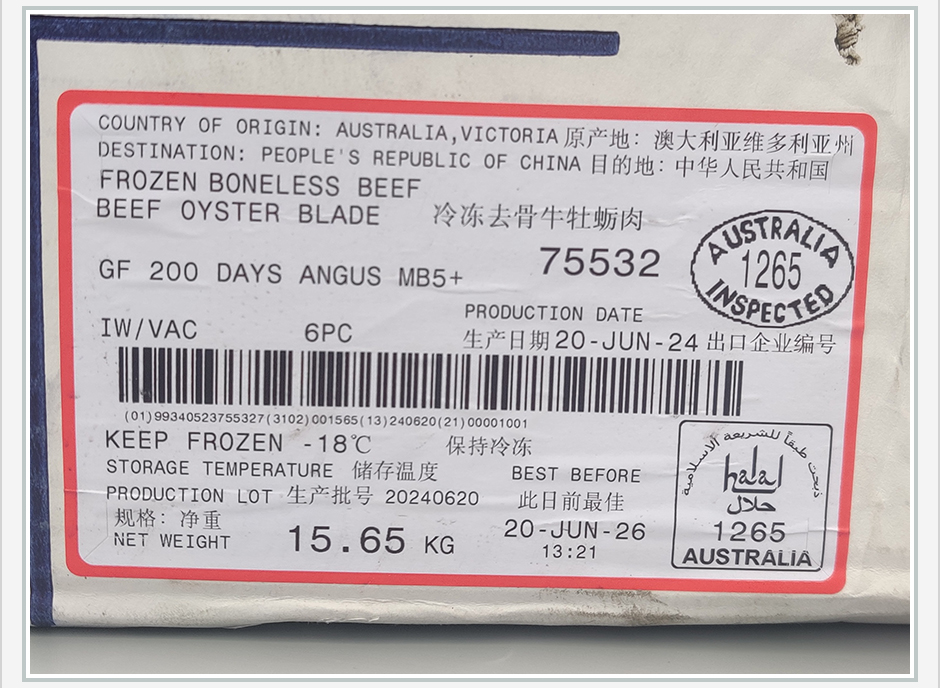 COUNTRY OF ORIGIN: AUSTRALIA,VICTORIA 原产地: 澳大利亚维多利亚州
DESTINATION: PEOPLE'S REPUBLIC OF CHINA 目的地: 中华人民共和国
FROZEN BONELESS BEEF
BEEF OYSTER BLADE 冷冻去骨牛牡蛎肉
GF 200 DAYS ANGUS MB5+ 75532
AUSTRALIA
1265
INSPECTED
PRODUCTION DATE
IW/VAC 6PC 生产日期 20-JUN-24 出口企业编号
(01)99340523755327(3102)001565(13)240620(21)00001001
KEEP FROZEN -18℃ 保持冷冻
STORAGE TEMPERATURE 储存温度 BEST BEFORE
PRODUCTION LOT 生产批号 20240620 此日前最佳
规格: 净重
NET WEIGHT 15.65 KG 20-JUN-26
13:21
ذبحت طبقاً للشريعة الاسلامية
halal
حلال
1265
AUSTRALIA